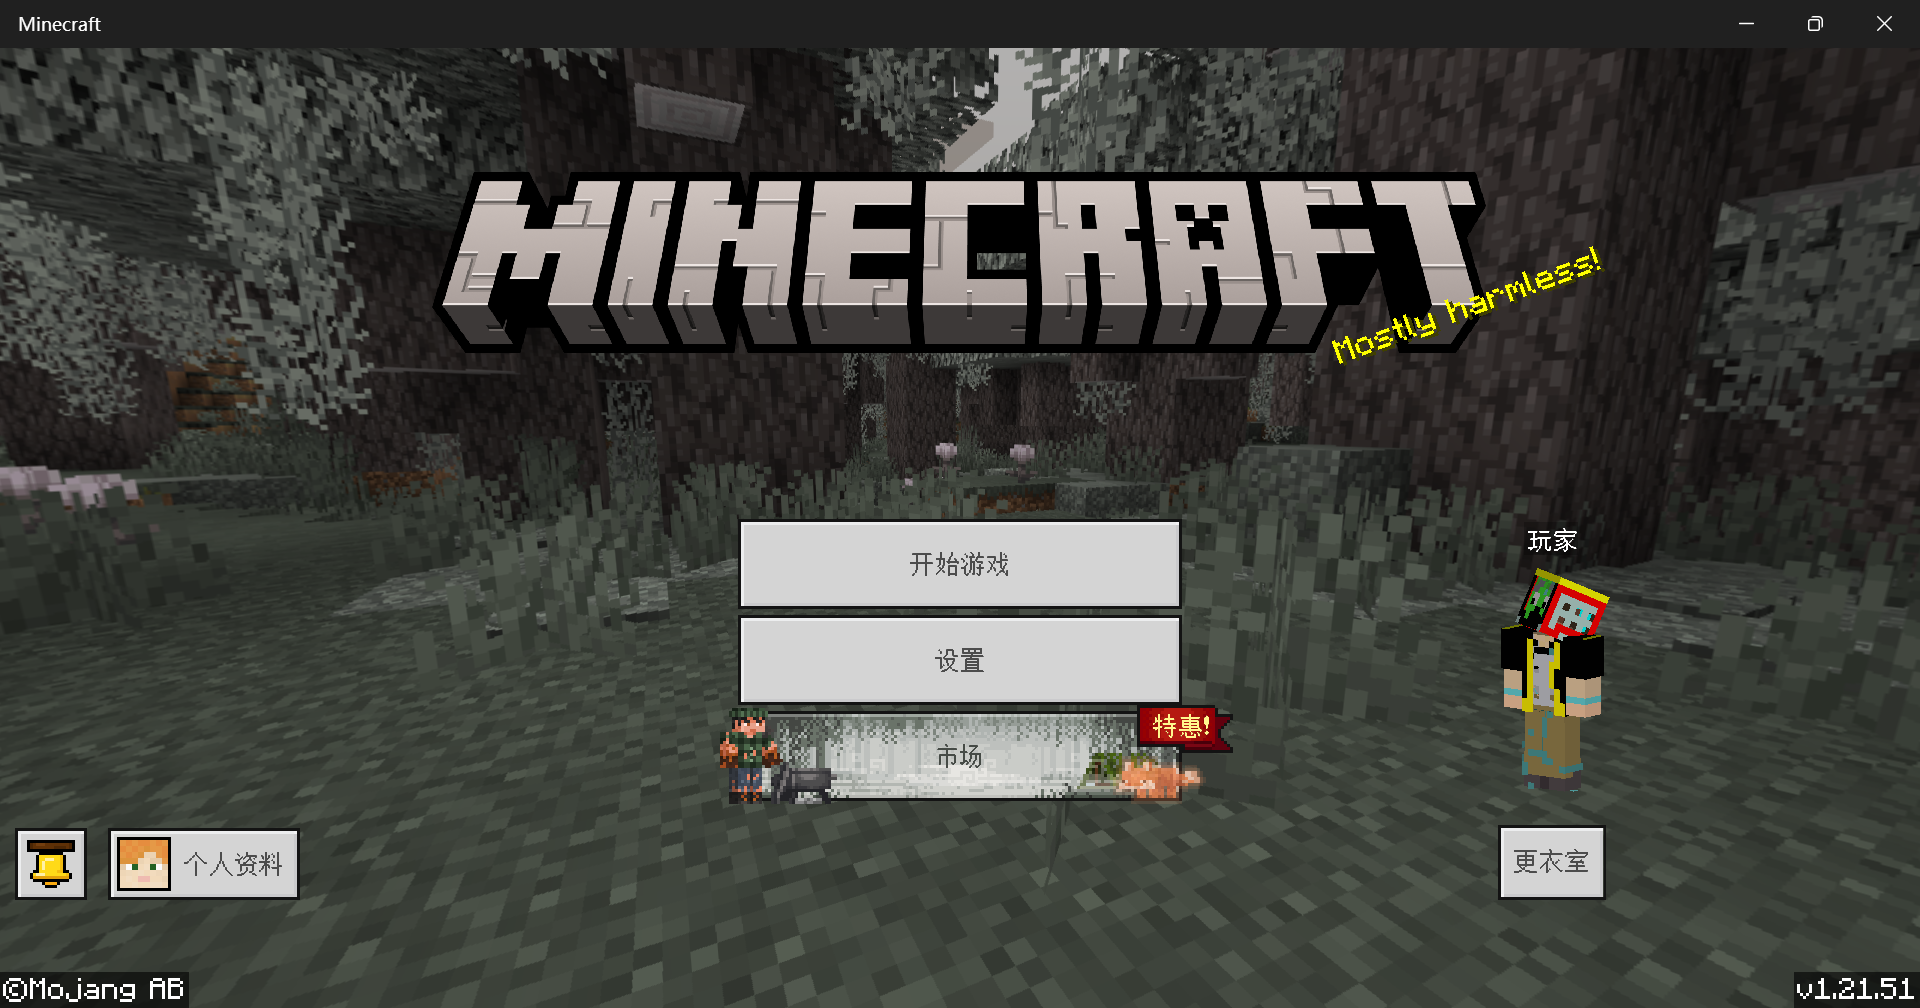 Minecraft
MINECRAFT
Mostly harmless!
开始游戏
玩家
设置
特惠!
市场
个人资料
更衣室
©Mojang AB
v1.21.51